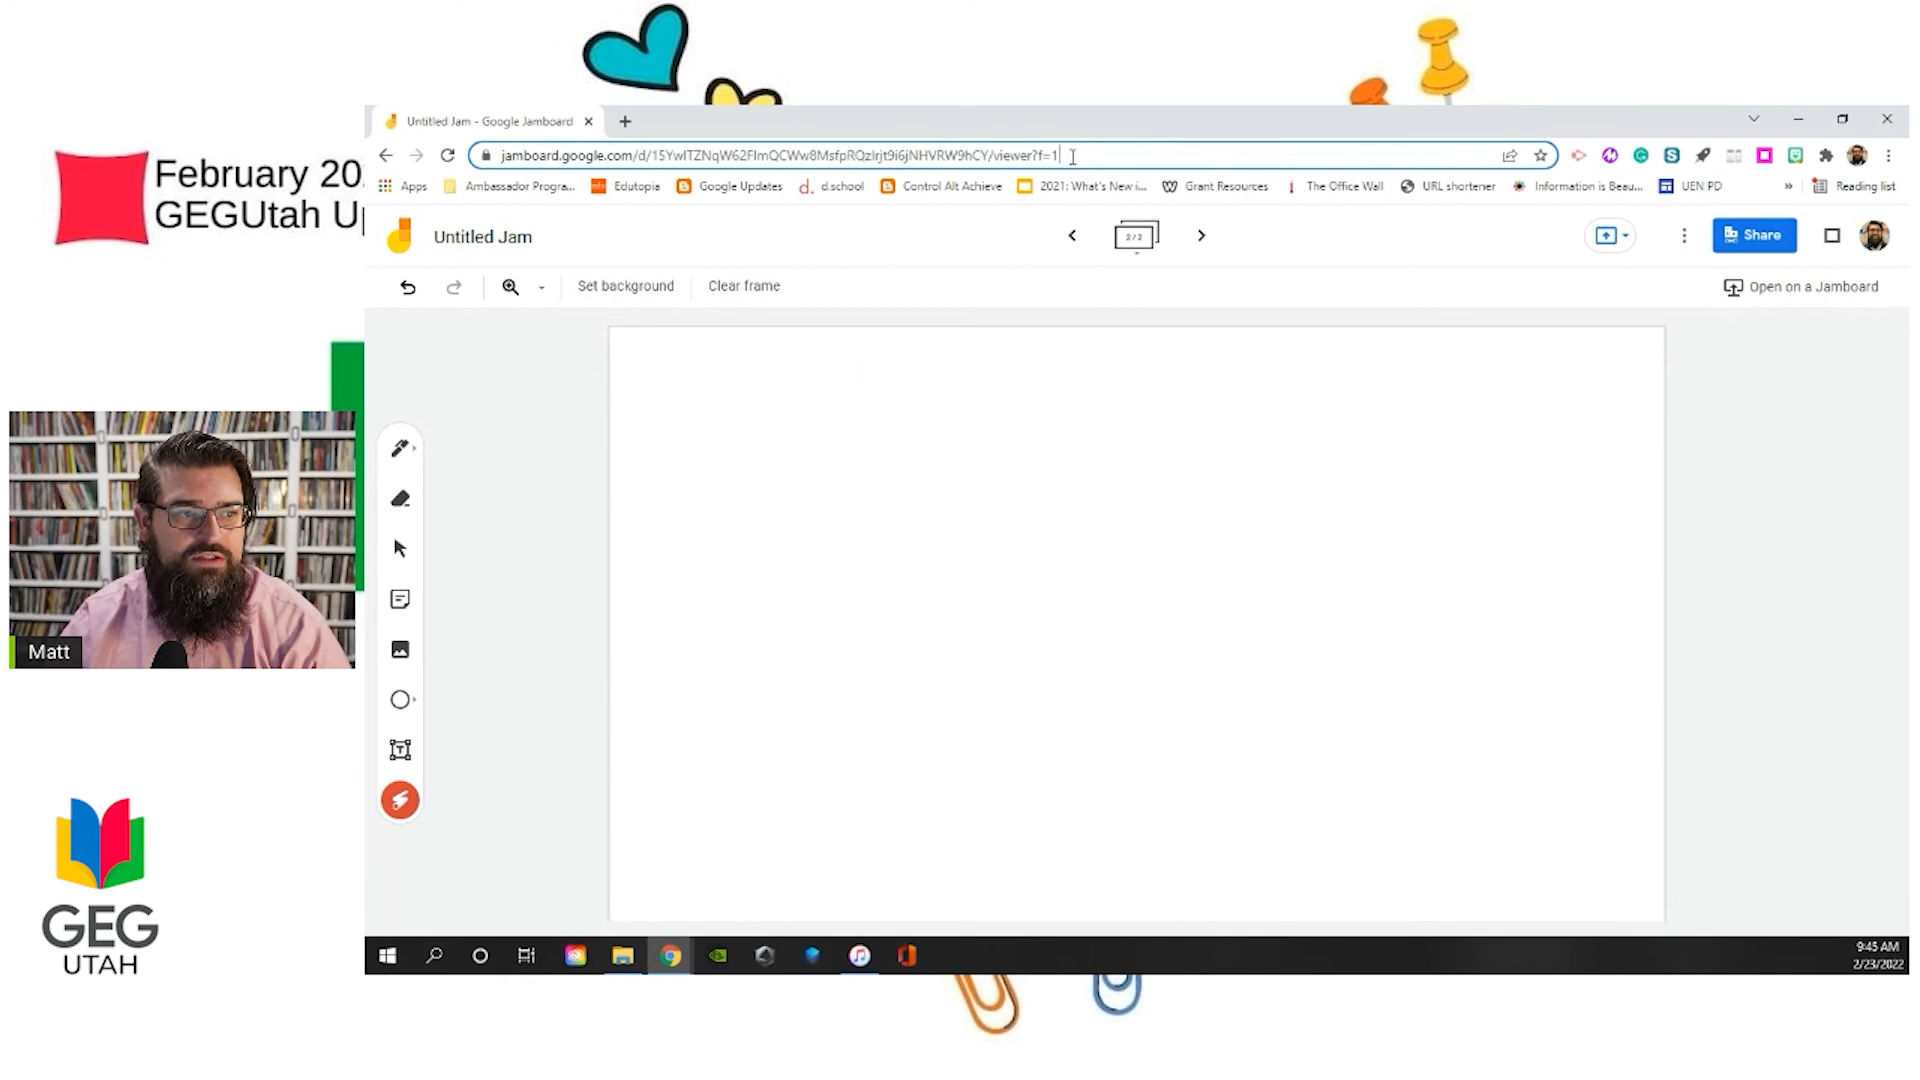 February 20
GEGUtah Up
Untitled Jam - Google Jamboard
jamboard.google.com/d/
/viewer?f=1
Apps
Ambassador Progra...
Edutopia
Google Updates
d.school
Control Alt Achieve
2021: What's New i...
Grant Resources
The Office Wall
URL shortener
Information is Beau...
UEN PD
Reading list
Untitled Jam
2/2
Share
Set background
Clear frame
Open on a Jamboard
Matt
GEG
UTAH
9:45 AM
2/23/2022